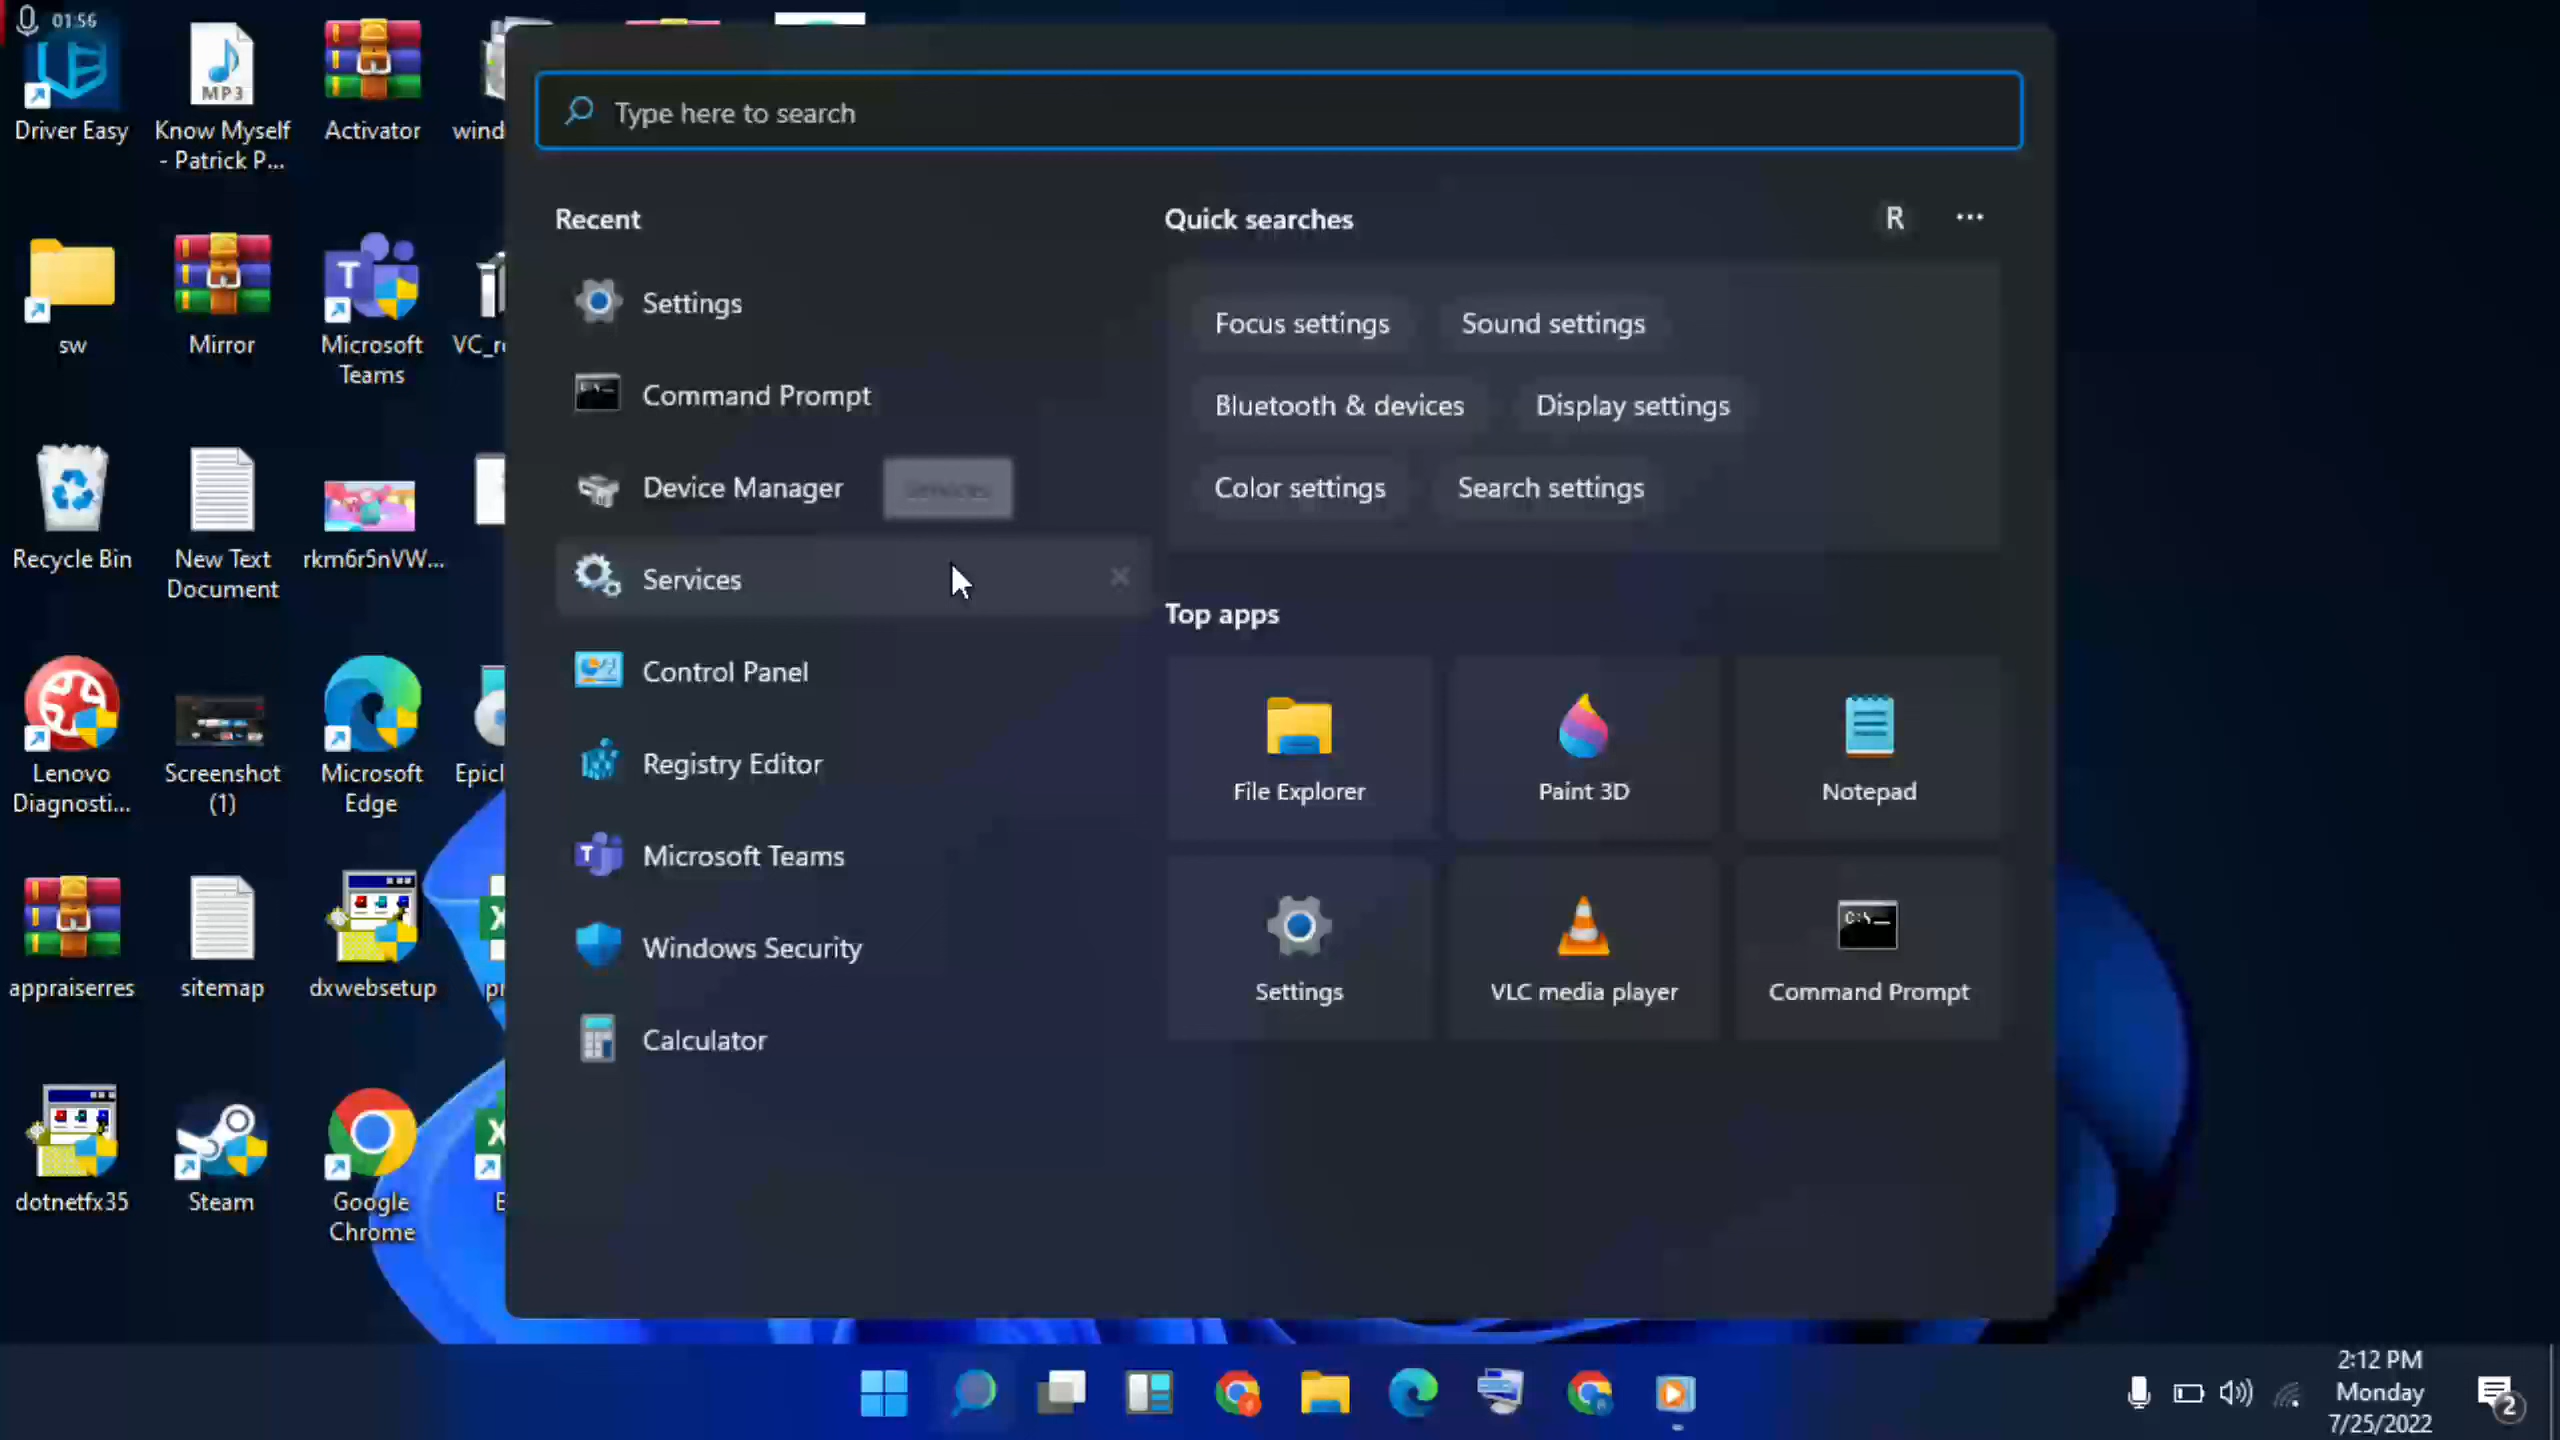 01:56
Driver Easy
Know Myself
- Patrick P...
Activator
wind
sw
Mirror
Microsoft
Teams
VC_r
Recycle Bin
New Text
Document
rkm6r5nVW...
Lenovo
Diagnosti...
Screenshot
(1)
Microsoft
Edge
Epic
appraiserres
sitemap
dxwebsetup
pr
dotnetfx35
Steam
Google
Chrome
E
MP3
Type here to search
Recent
Settings
Command Prompt
Device Manager
Services
Services
Control Panel
Registry Editor
Microsoft Teams
Windows Security
Calculator
Quick searches
R
Focus settings
Sound settings
Bluetooth & devices
Display settings
Color settings
Search settings
Top apps
File Explorer
Paint 3D
Notepad
Settings
VLC media player
Command Prompt
2:12 PM
Monday
7/25/2022
2